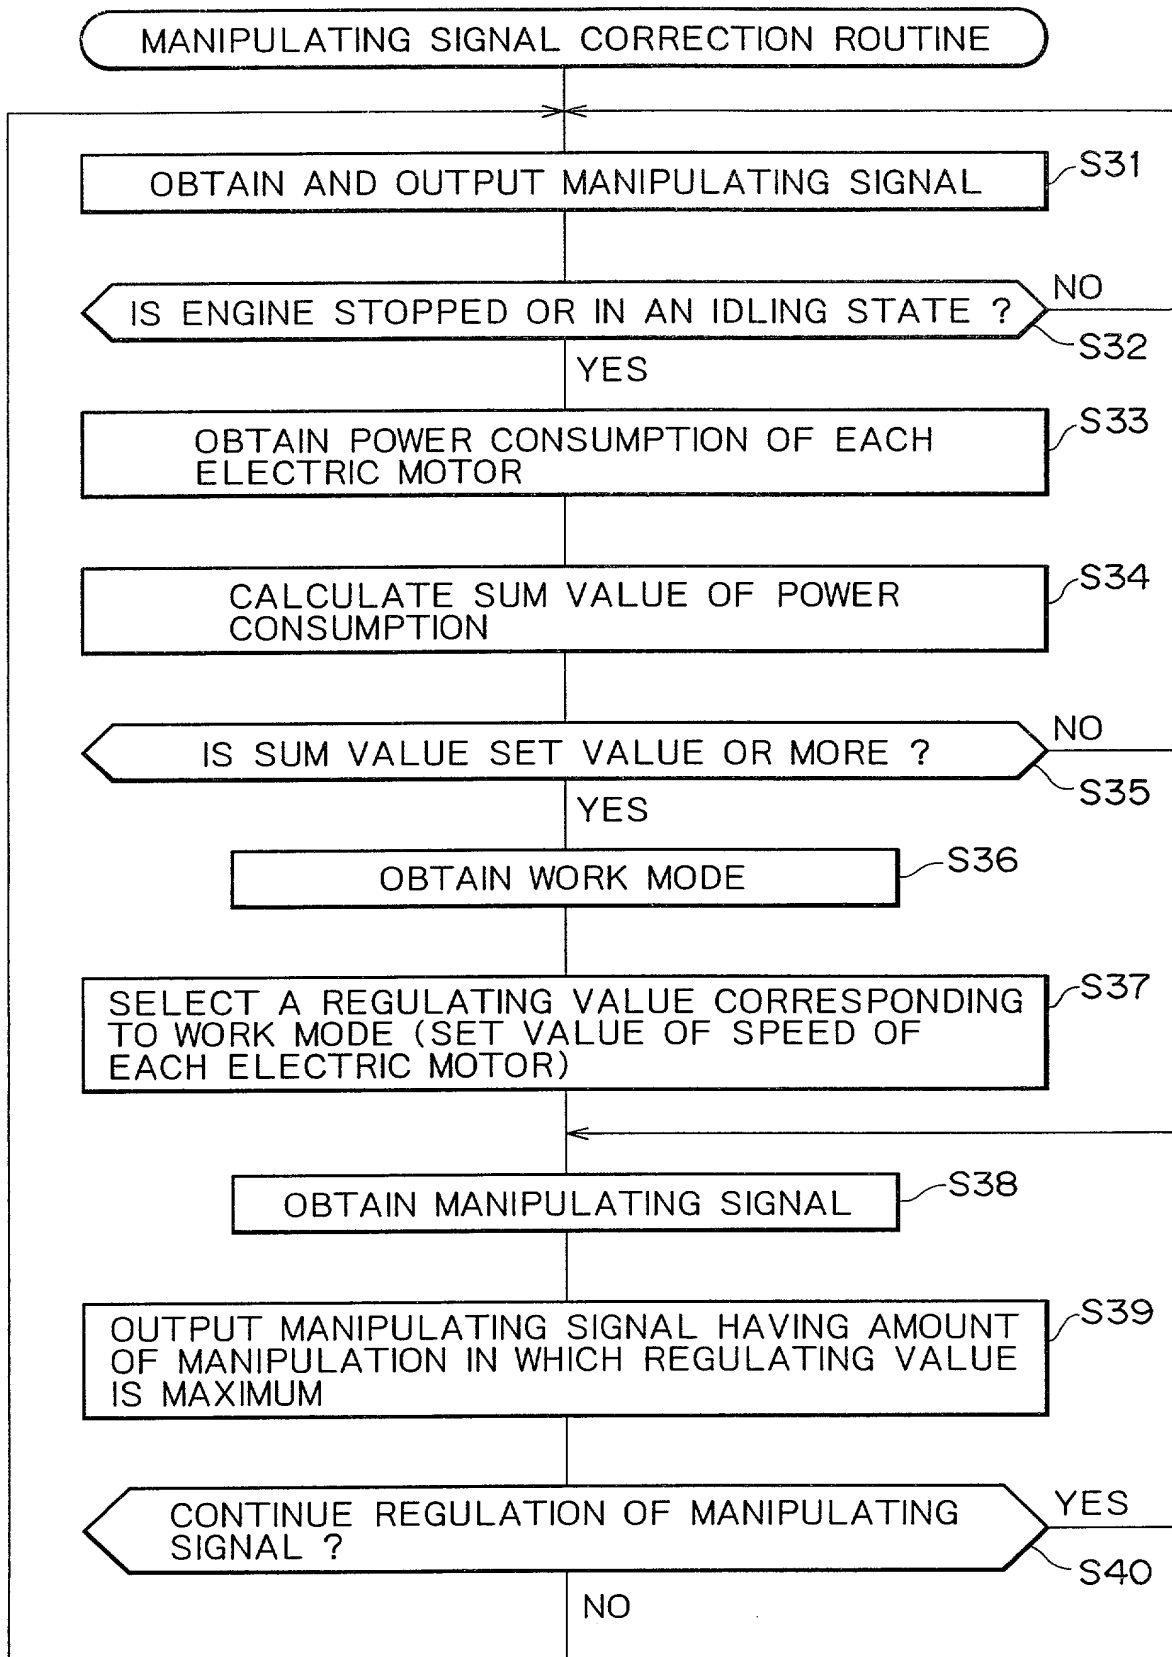 MANIPULATING SIGNAL CORRECTION ROUTINE
OBTAIN AND OUTPUT MANIPULATING SIGNAL
S31
IS ENGINE STOPPED OR IN AN IDLING STATE ?
NO
S32
YES
OBTAIN POWER CONSUMPTION OF EACH
ELECTRIC MOTOR
S33
CALCULATE SUM VALUE OF POWER
CONSUMPTION
S34
IS SUM VALUE SET VALUE OR MORE ?
NO
S35
YES
OBTAIN WORK MODE
S36
SELECT A REGULATING VALUE CORRESPONDING
TO WORK MODE (SET VALUE OF SPEED OF
EACH ELECTRIC MOTOR)
S37
OBTAIN MANIPULATING SIGNAL
S38
OUTPUT MANIPULATING SIGNAL HAVING AMOUNT
OF MANIPULATION IN WHICH REGULATING VALUE
IS MAXIMUM
S39
CONTINUE REGULATION OF MANIPULATING
SIGNAL ?
YES
S40
NO